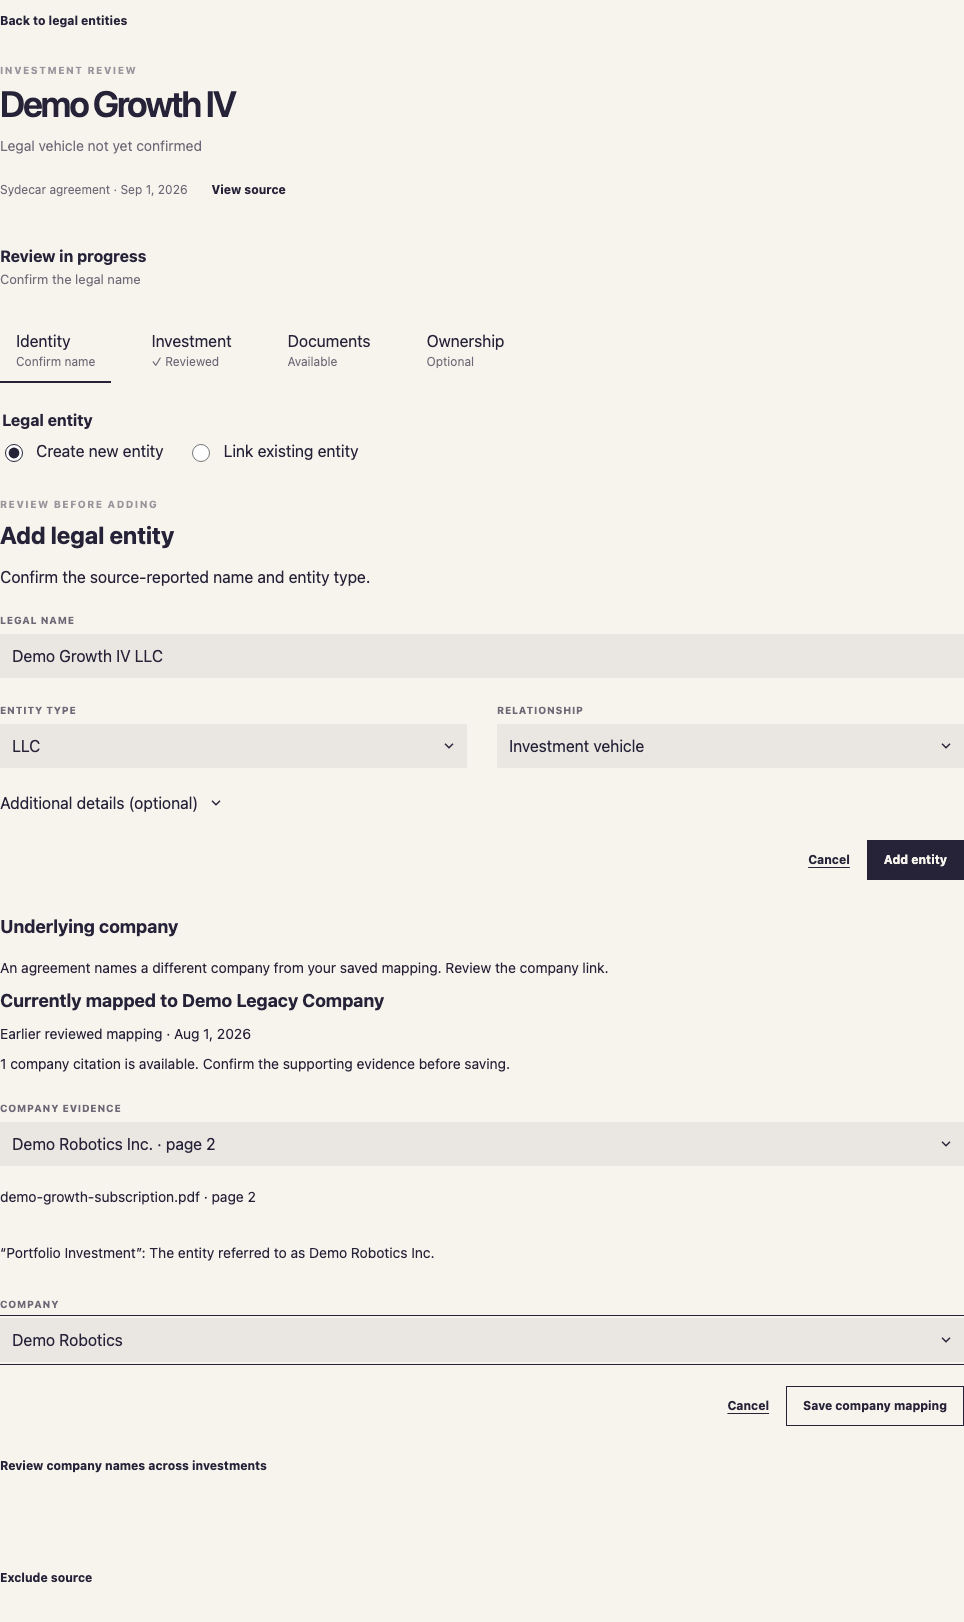 Back to legal entities
INVESTMENT REVIEW
Demo Growth IV
Legal vehicle not yet confirmed
Sydecar agreement · Sep 1, 2026 View source
Review in progress
Confirm the legal name
Identity Investment Documents Ownership
Confirm name ✓ Reviewed Available Optional
Legal entity
Create new entity Link existing entity
REVIEW BEFORE ADDING
Add legal entity
Confirm the source-reported name and entity type.
LEGAL NAME
Demo Growth IV LLC
ENTITY TYPE RELATIONSHIP
LLC Investment vehicle
Additional details (optional)
Cancel Add entity
Underlying company
An agreement names a different company from your saved mapping. Review the company link.
Currently mapped to Demo Legacy Company
Earlier reviewed mapping · Aug 1, 2026
1 company citation is available. Confirm the supporting evidence before saving.
COMPANY EVIDENCE
Demo Robotics Inc. · page 2
demo-growth-subscription.pdf · page 2
“Portfolio Investment”: The entity referred to as Demo Robotics Inc.
COMPANY
Demo Robotics
Cancel Save company mapping
Review company names across investments
Exclude source